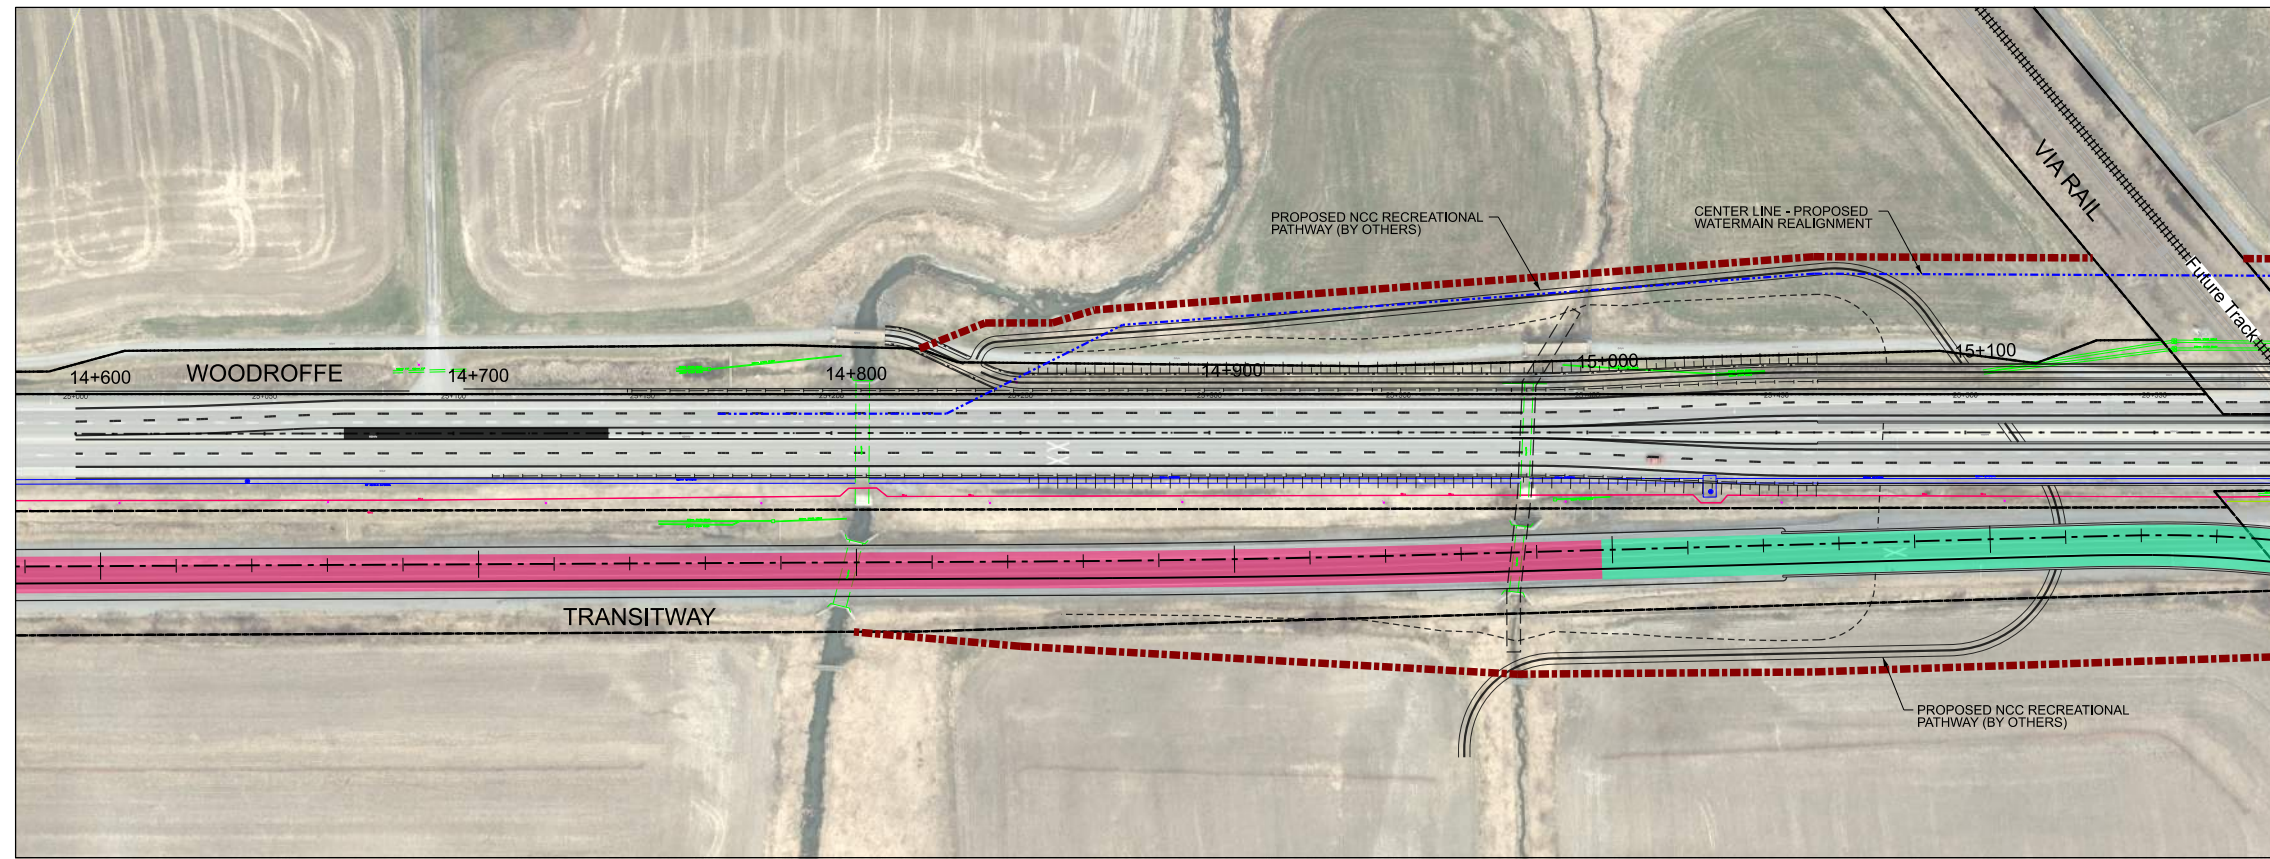 PROPOSED NCC RECREATIONAL
PATHWAY (BY OTHERS)
CENTER LINE - PROPOSED
WATERMAIN REALIGNMENT
VIA RAIL
Future Track
14+600
WOODROFFE
14+700
14+800
14+900
15+000
15+100
TRANSITWAY
PROPOSED NCC RECREATIONAL
PATHWAY (BY OTHERS)